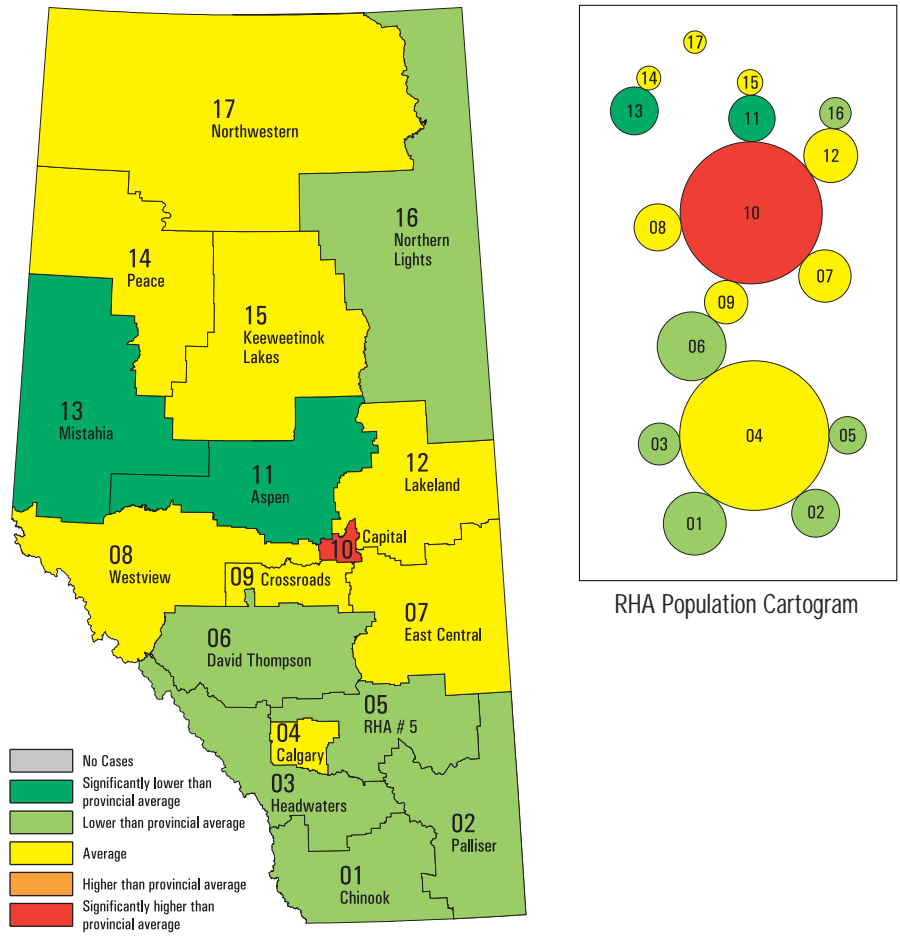 17
Northwestern
16
Northern
Lights
14
Peace
15
Keeweetinok
Lakes
13
Mistahia
11
Aspen
12
Lakeland
10
Capital
08
Westview
09 Crossroads
07
East Central
06
David Thompson
05
RHA # 5
04
Calgary
03
Headwaters
02
Palliser
01
Chinook
No Cases
Significantly lower than
provincial average
Lower than provincial average
Average
Higher than provincial average
Significantly higher than
provincial average
17
14
15
13
11
16
12
10
08
07
09
06
04
03
05
01
02
RHA Population Cartogram